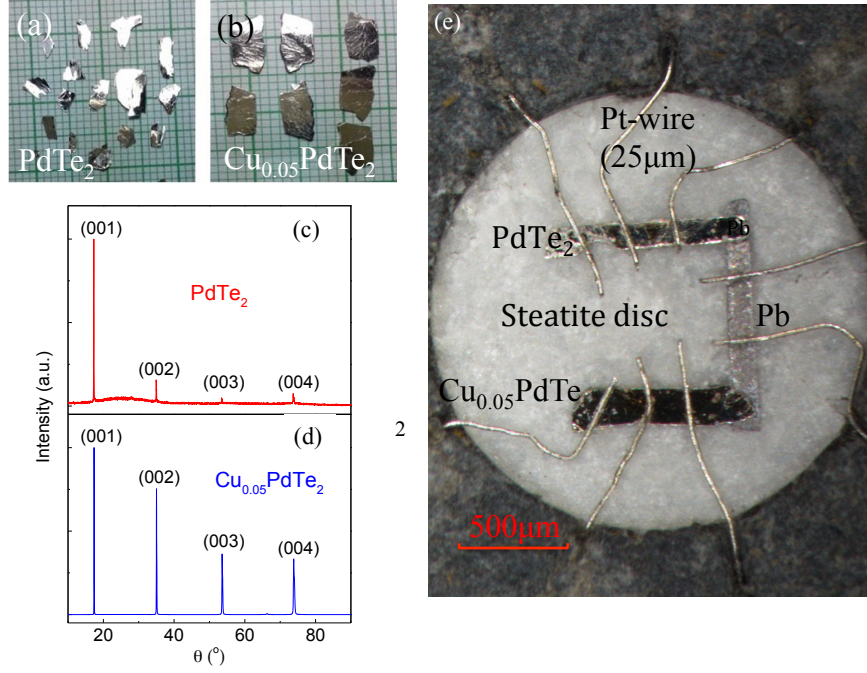 (a)
PdTe₂
(b)
Cu₀.₀₅PdTe₂
(c)
(001)
PdTe₂
(002)
(003)
(004)
(d)
(001)
Cu₀.₀₅PdTe₂
(002)
(003)
(004)
Intensity (a.u.)
20
40
60
80
θ (°)
2
(e)
Pt-wire
(25μm)
PdTe₂
Pb
Steatite disc
Pb
Cu₀.₀₅PdTe
500μm